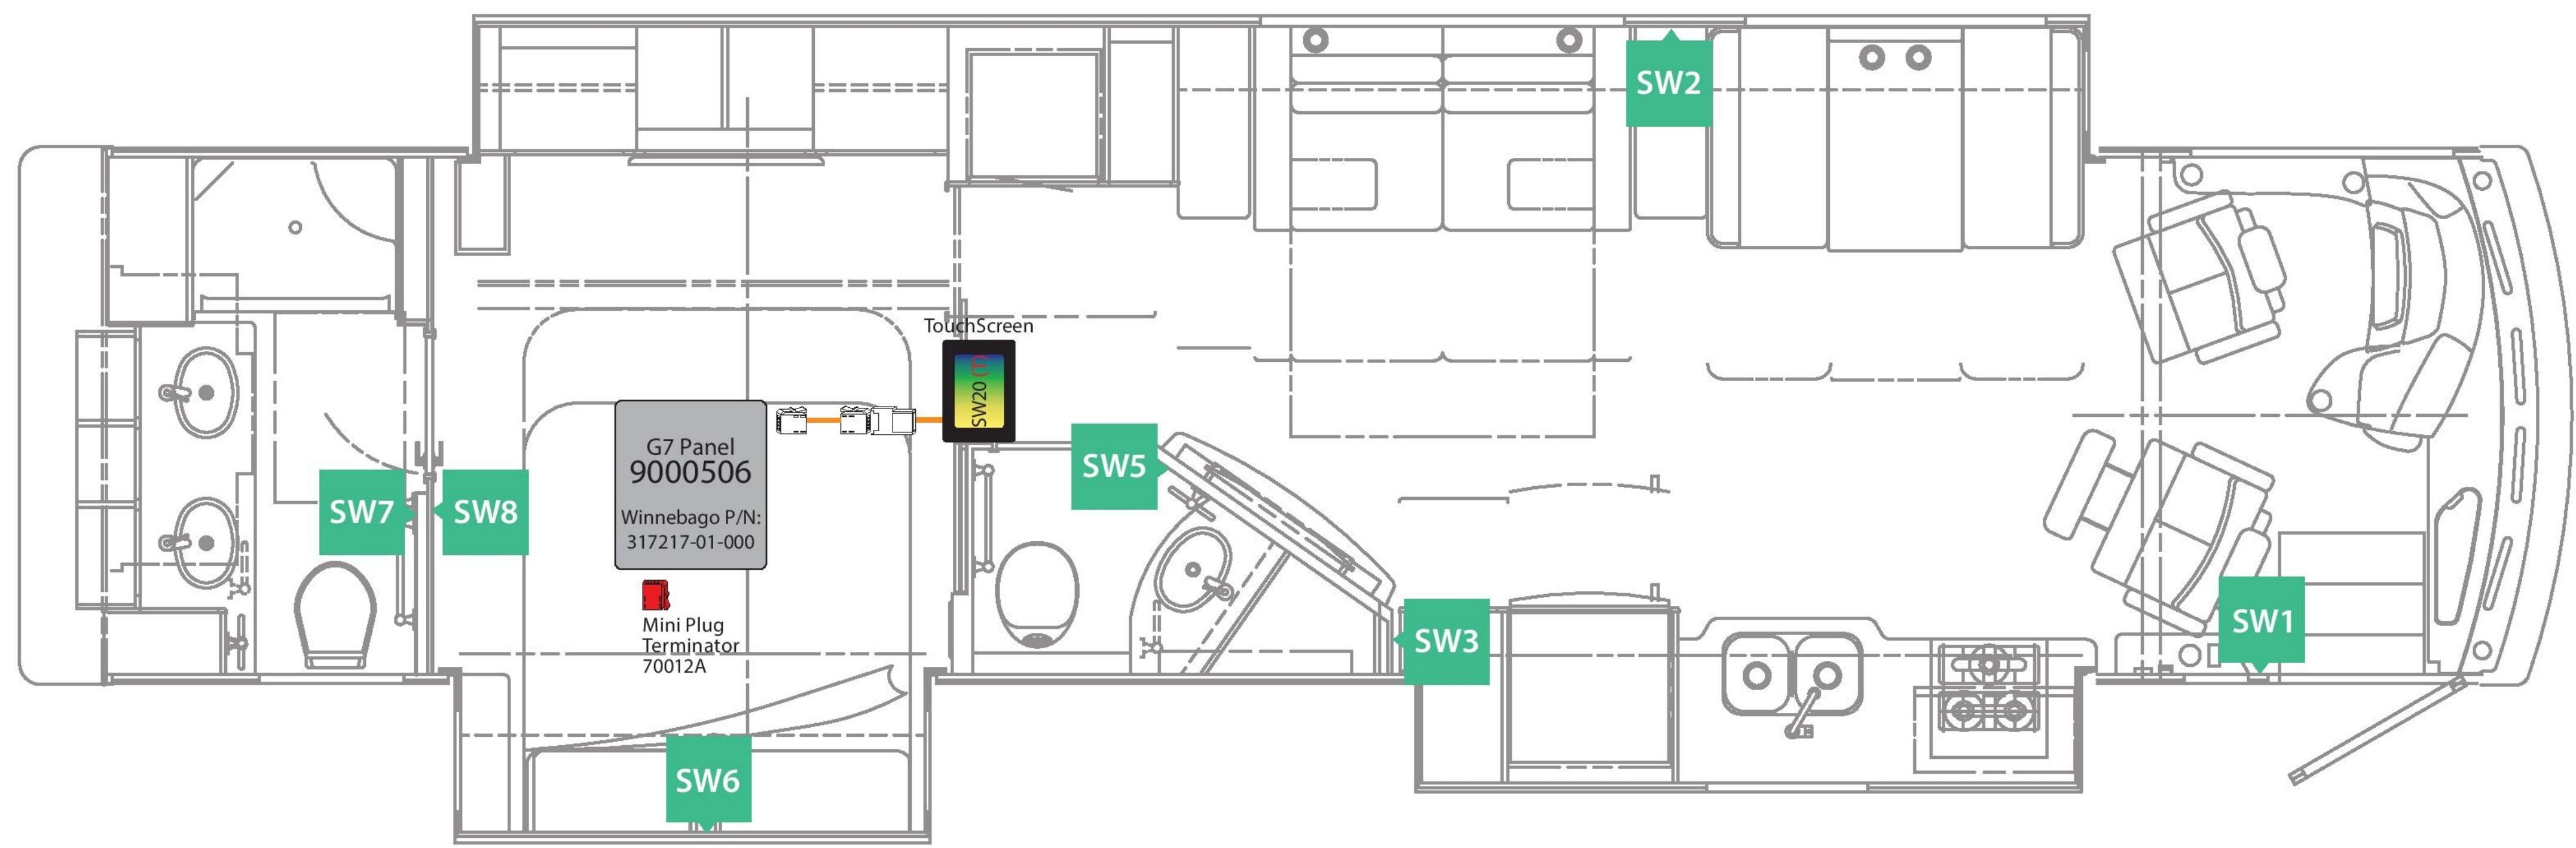 SW2
TouchScreen
SW20 (T)
G7 Panel
9000506
Winnebago P/N:
317217-01-000
SW5
SW7
SW8
Mini Plug
Terminator
70012A
SW3
SW1
SW6